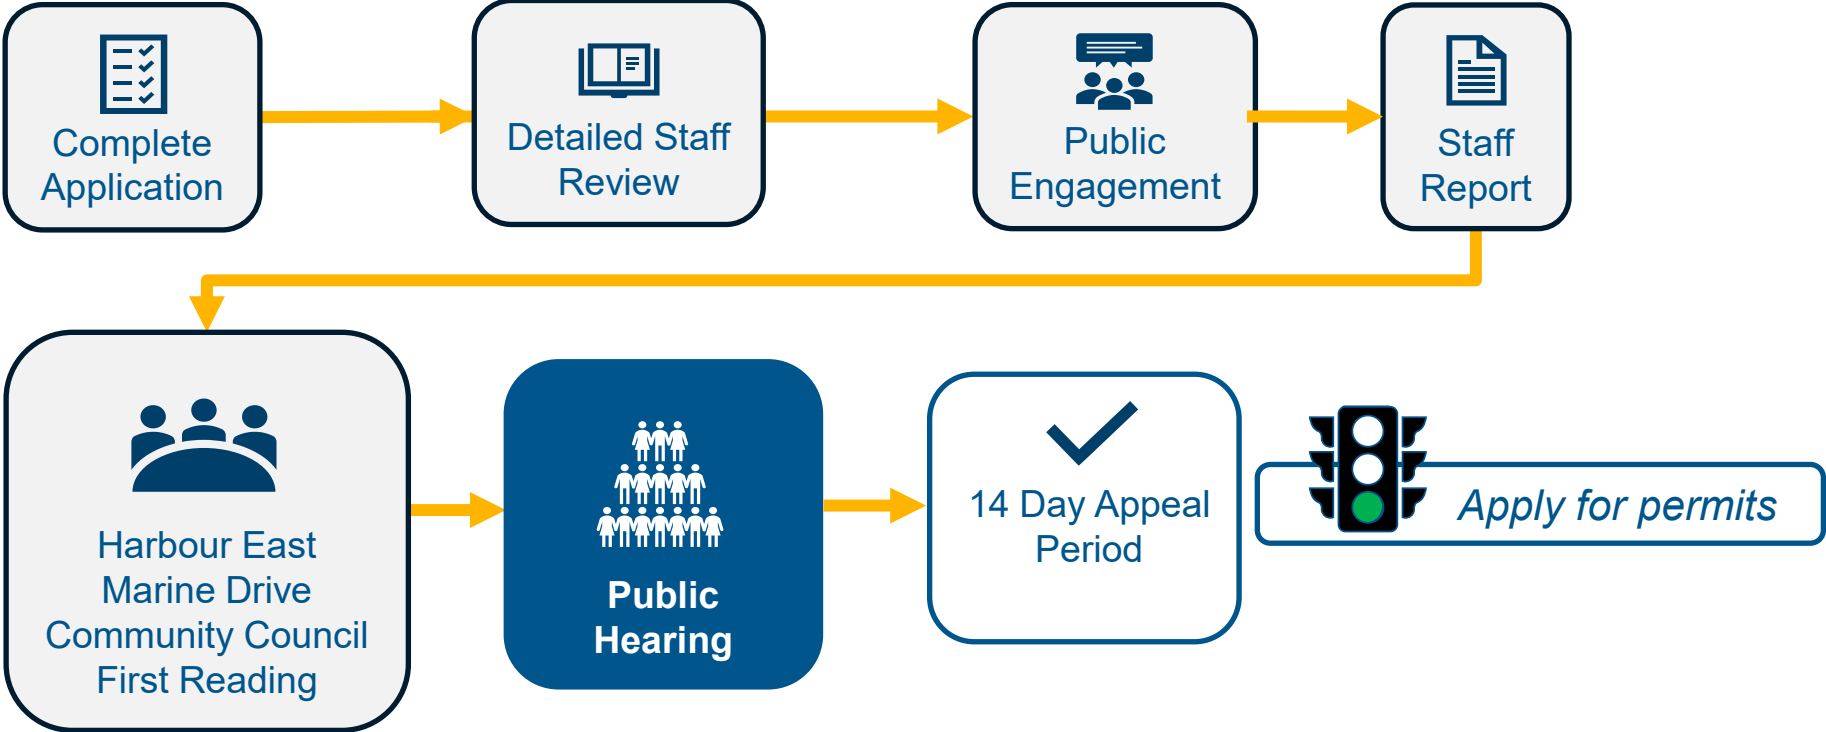 Complete
Application
Detailed Staff
Review
Public
Engagement
Staff
Report
Harbour East
Marine Drive
Community Council
First Reading
Public
Hearing
14 Day Appeal
Period
Apply for permits